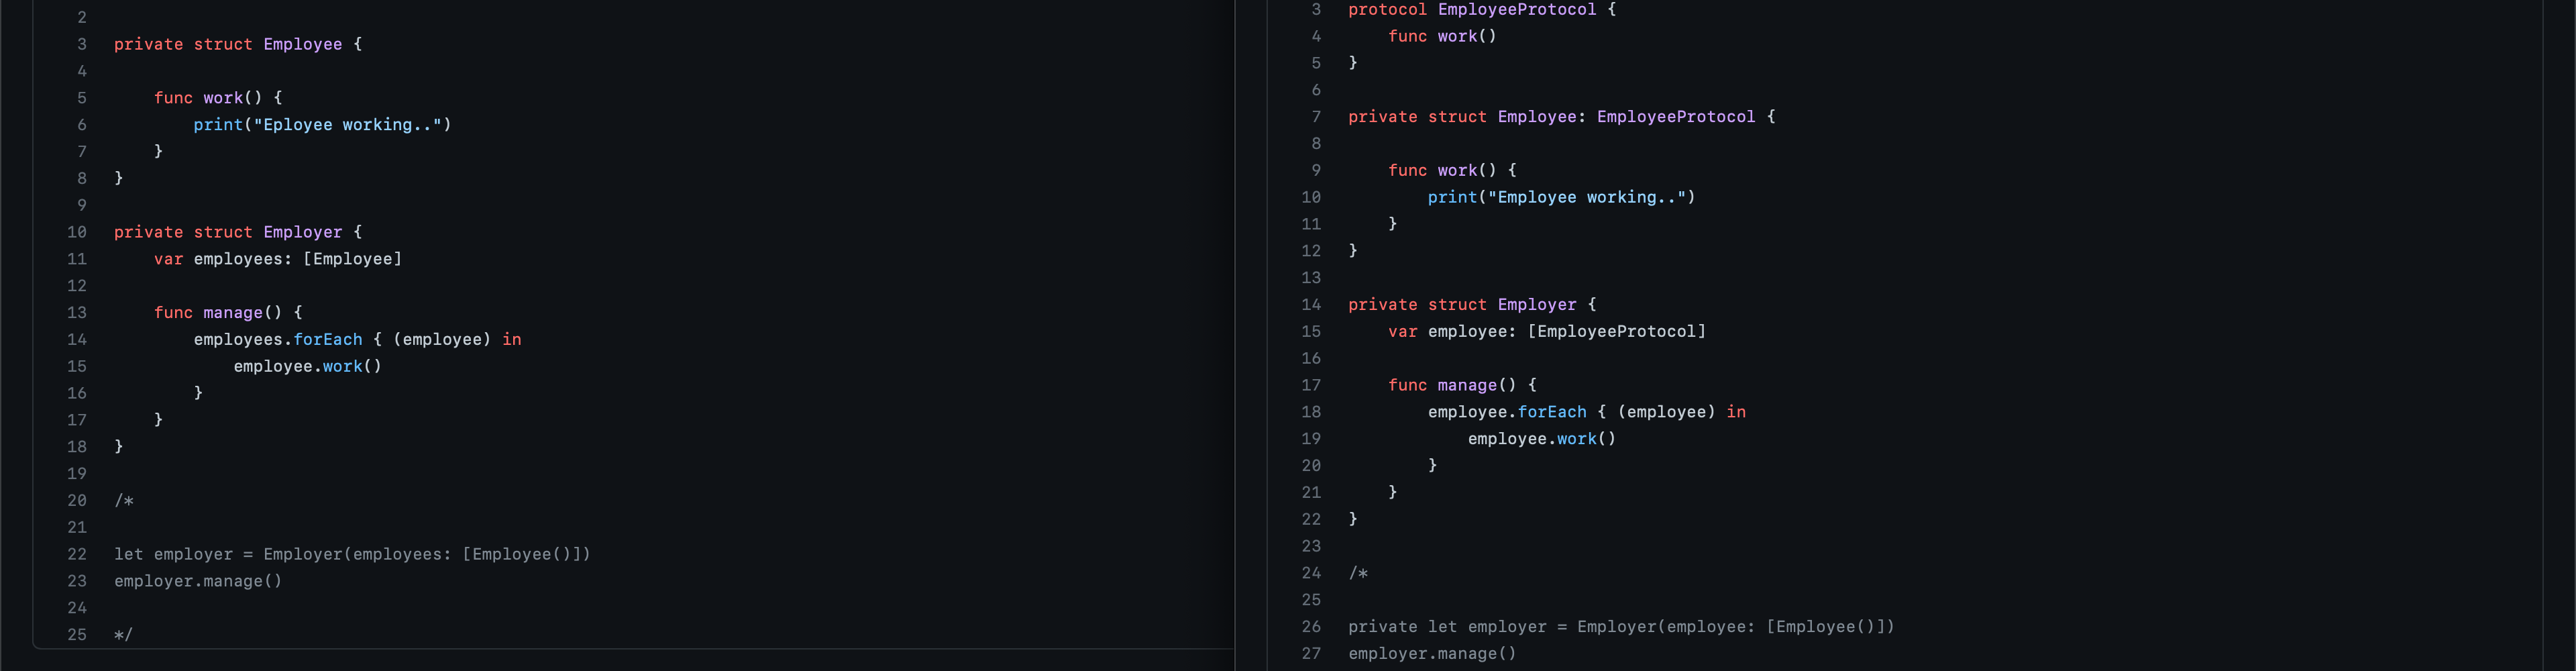 2
3 private struct Employee {
4
5     func work() {
6         print("Eployee working..")
7     }
8 }
9
10 private struct Employer {
11     var employees: [Employee]
12
13     func manage() {
14         employees.forEach { (employee) in
15             employee.work()
16         }
17     }
18 }
19
20 /*
21
22 let employer = Employer(employees: [Employee()])
23 employer.manage()
24
25 */
3 protocol EmployeeProtocol {
4     func work()
5 }
6
7 private struct Employee: EmployeeProtocol {
8
9     func work() {
10         print("Employee working..")
11     }
12 }
13
14 private struct Employer {
15     var employee: [EmployeeProtocol]
16
17     func manage() {
18         employee.forEach { (employee) in
19             employee.work()
20         }
21     }
22 }
23
24 /*
25
26 private let employer = Employer(employee: [Employee()])
27 employer.manage()